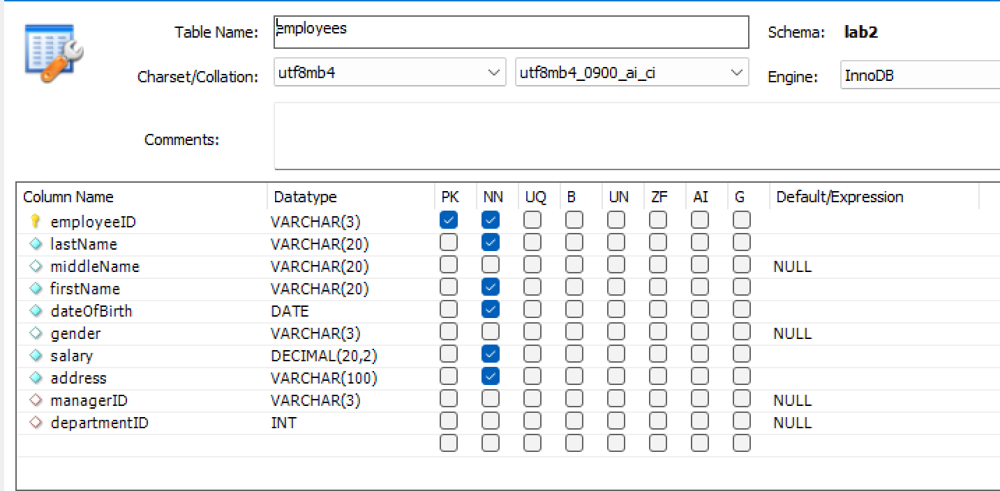 Table Name: employees Schema: lab2
Charset/Collation: utf8mb4 utf8mb4_0900_ai_ci Engine: InnoDB
Comments:
Column Name Datatype PK NN UQ B UN ZF AI G Default/Expression
employeeID VARCHAR(3)
lastName VARCHAR(20)
middleName VARCHAR(20) NULL
firstName VARCHAR(20)
dateOfBirth DATE
gender VARCHAR(3) NULL
salary DECIMAL(20,2)
address VARCHAR(100)
managerID VARCHAR(3) NULL
departmentID INT NULL